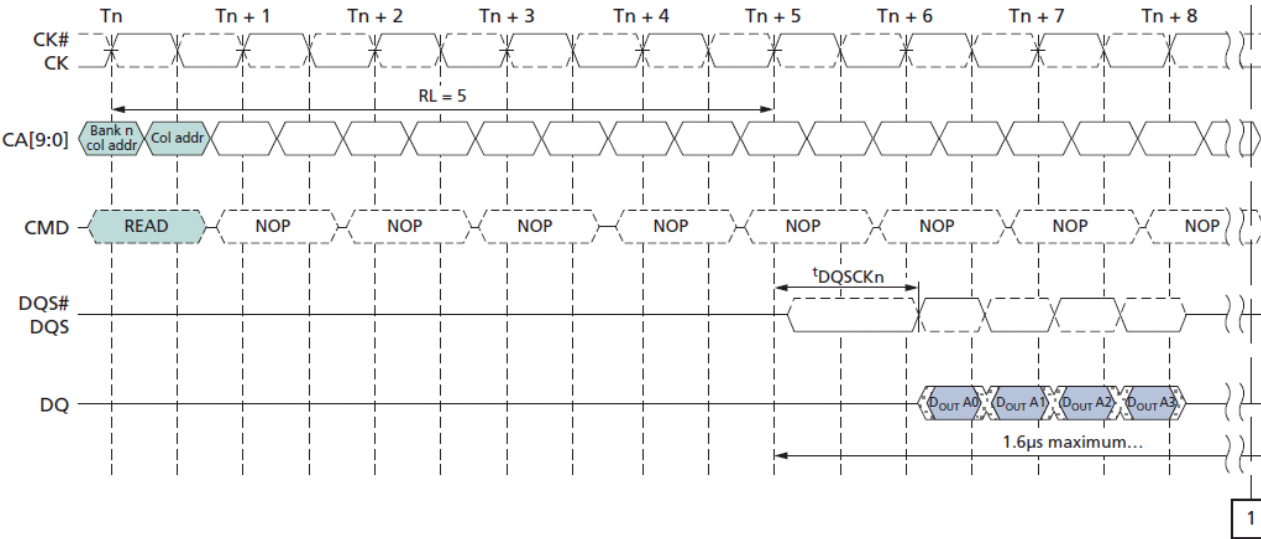 Tn Tn + 1 Tn + 2 Tn + 3 Tn + 4 Tn + 5 Tn + 6 Tn + 7 Tn + 8
CK#
CK
RL = 5
CA[9:0] Bank n col addr Col addr
CMD READ NOP NOP NOP NOP NOP NOP NOP NOP
tDQSCKn
DQS#
DQS
DQ DOUT A0 DOUT A1 DOUT A2 DOUT A3
1.6μs maximum…
1